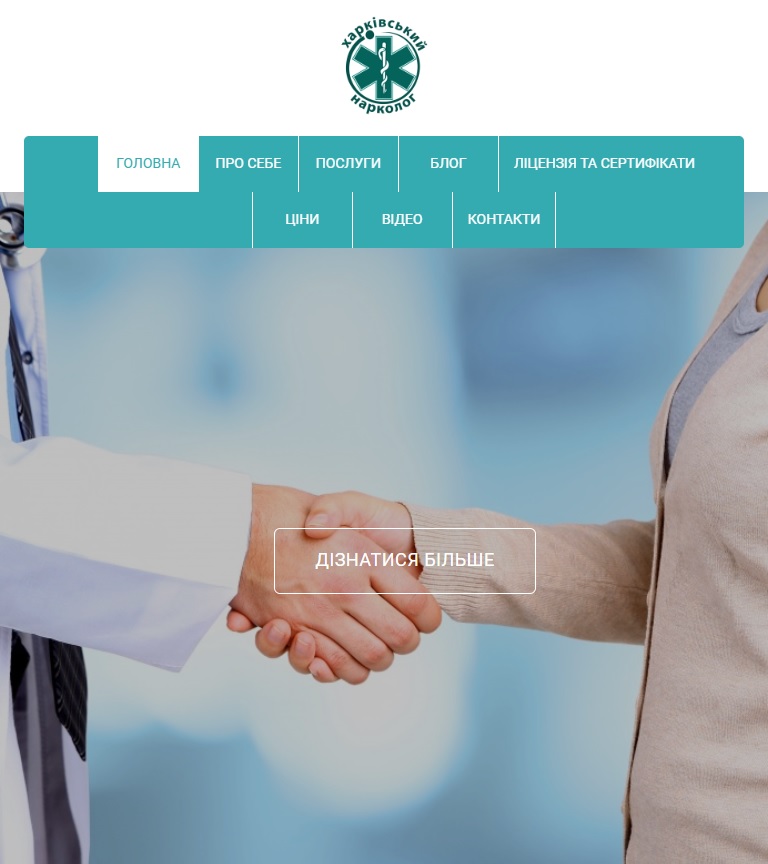 харківський
нарколог
ГОЛОВНА
ПРО СЕБЕ
ПОСЛУГИ
БЛОГ
ЛІЦЕНЗІЯ ТА СЕРТИФІКАТИ
ЦІНИ
ВІДЕО
КОНТАКТИ
ДІЗНАТИСЯ БІЛЬШЕ